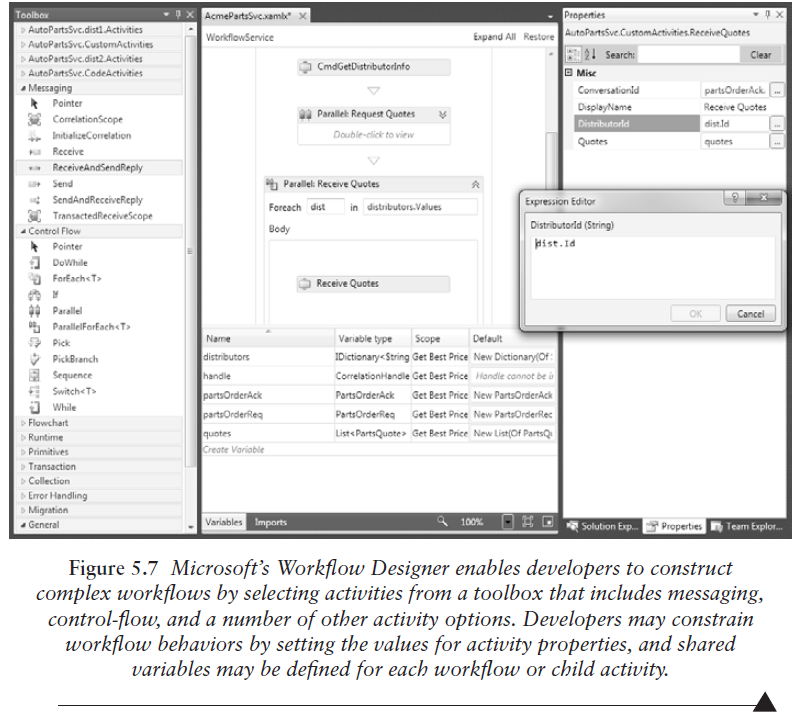 Toolbox
AutoPartsSvc.dist1.Activities
AutoPartsSvc.CustomActivities
AutoPartsSvc.dist2.Activities
AutoPartsSvc.CodeActivities
Messaging
Pointer
CorrelationScope
InitializeCorrelation
Receive
ReceiveAndSendReply
Send
SendAndReceiveReply
TransactedReceiveScope
Control Flow
Pointer
DoWhile
ForEach<T>
If
Parallel
ParallelForEach<T>
Pick
PickBranch
Sequence
Switch<T>
While
Flowchart
Runtime
Primitives
Transaction
Collection
Error Handling
Migration
General
AcmePartsSvc.xamlx*
WorkflowService Expand All Restore
CmdGetDistributorInfo
Parallel: Request Quotes
Double-click to view
Parallel: Receive Quotes
Foreach dist in distributors.Values
Body
Receive Quotes
Name Variable type Scope Default
distributors IDictionary<String Get Best Price New Dictionary(Of
handle CorrelationHandle Get Best Price Handle cannot be
partsOrderAck PartsOrderAck Get Best Price New PartsOrderAck
partsOrderReq PartsOrderReq Get Best Price New PartsOrderRec
quotes List<PartsQuote> Get Best Price New List(Of PartsQu
Create Variable
Variables Imports 100%
Properties
AutoPartsSvc.CustomActivities.ReceiveQuotes
Search: Clear
Misc
ConversationId partsOrderAck. ...
DisplayName Receive Quotes
DistributorId dist.Id ...
Quotes quotes ...
Expression Editor
DistributorId (String)
dist.Id
OK Cancel
Solution Exp... Properties Team Explor...
Figure 5.7 Microsoft’s Workflow Designer enables developers to construct
complex workflows by selecting activities from a toolbox that includes messaging,
control-flow, and a number of other activity options. Developers may constrain
workflow behaviors by setting the values for activity properties, and shared
variables may be defined for each workflow or child activity.